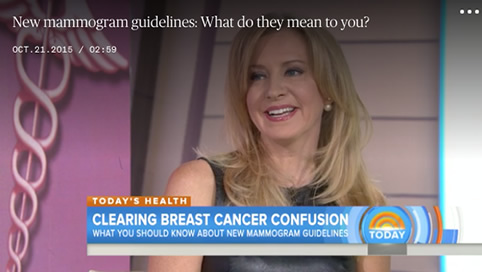 New mammogram guidelines: What do they mean to you?
OCT.21.2015 / 02:59
TODAY'S HEALTH
CLEARING BREAST CANCER CONFUSION
WHAT YOU SHOULD KNOW ABOUT NEW MAMMOGRAM GUIDELINES
TODAY